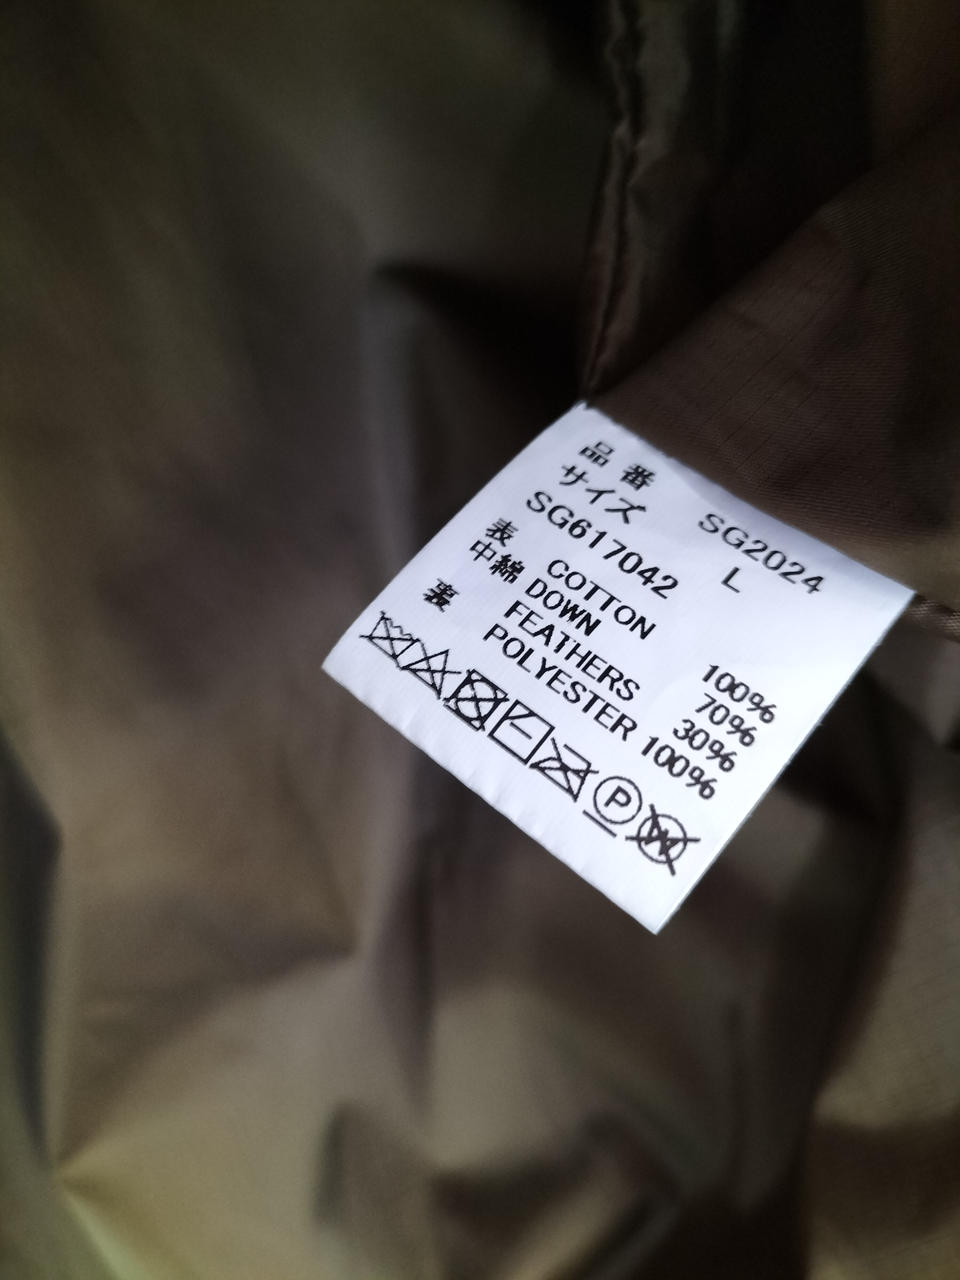 品番 SG2024
サイズ L
SG617042
表 COTTON 100%
中綿 DOWN 70%
FEATHERS 30%
裏 POLYESTER 100%
P
W